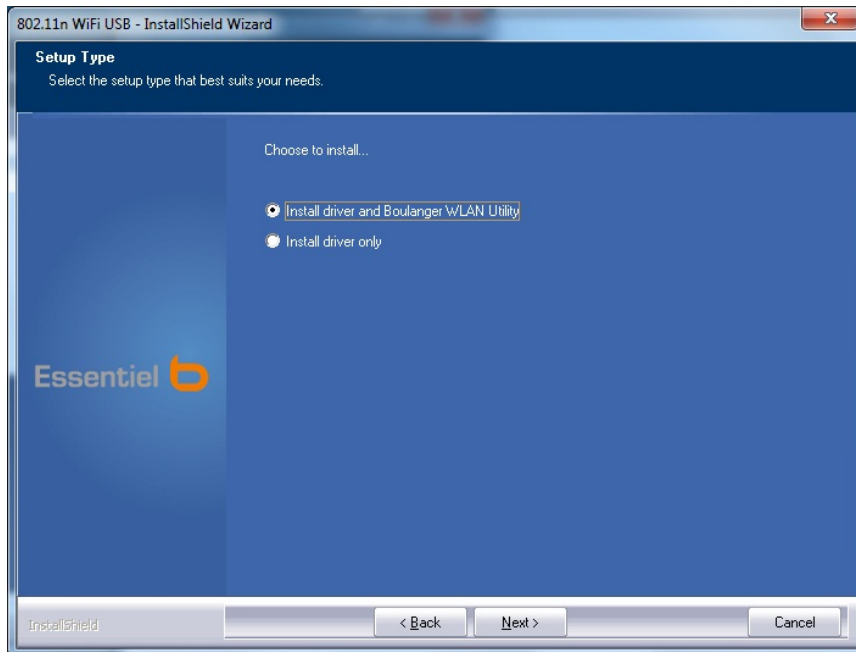 802.11n WiFi USB - InstallShield Wizard
Setup Type
Select the setup type that best suits your needs.
Choose to install...
Install driver and Boulanger WLAN Utility
Install driver only
Essentiel b
InstallShield
< Back
Next >
Cancel